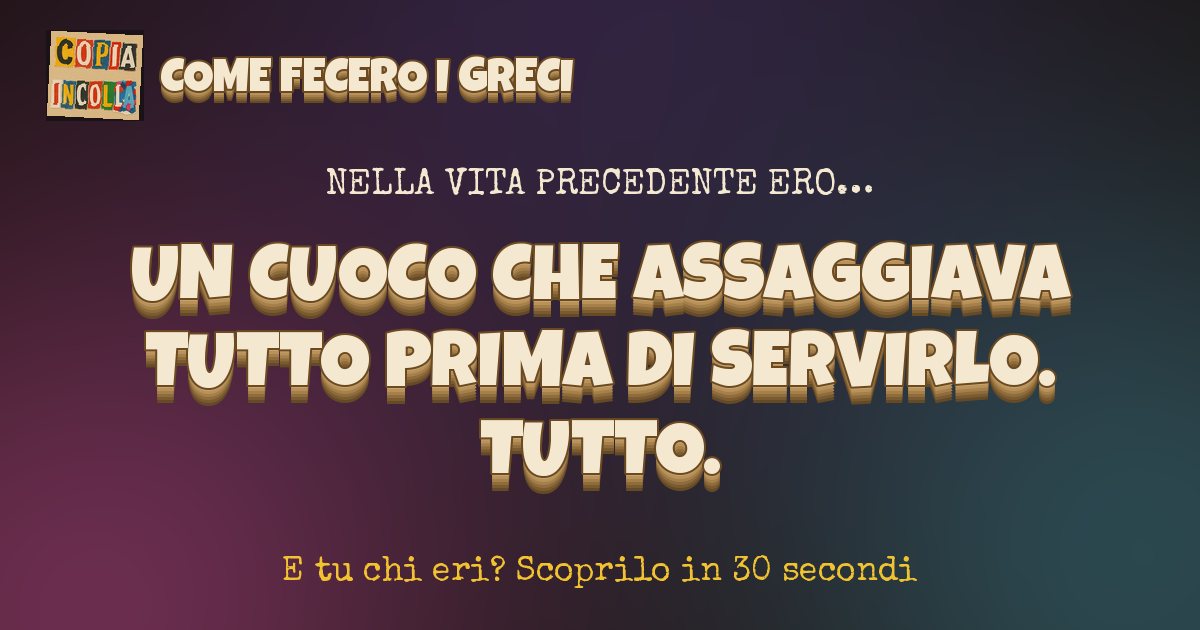 COPIA
INCOLLA
COME FECERO I GRECI
NELLA VITA PRECEDENTE ERO...
UN CUOCO CHE ASSAGGIAVA
TUTTO PRIMA DI SERVIRLO.
TUTTO.
E tu chi eri? Scoprilo in 30 secondi